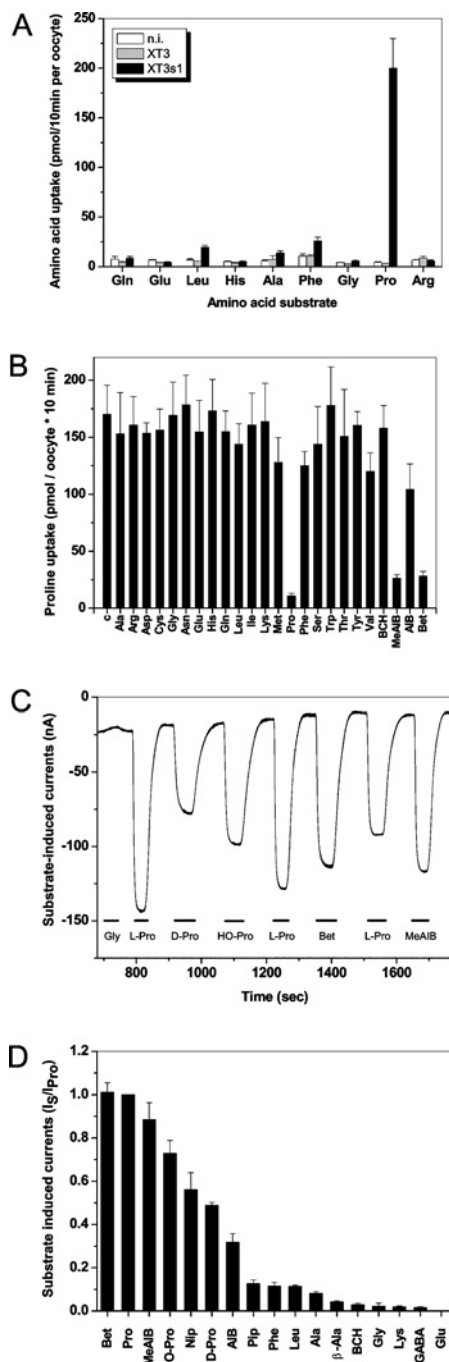 A
Amino acid uptake (pmol/10min per oocyte)
250
200
150
100
50
0
n.i.
XT3
XT3s1
Gln Glu Leu His Ala Phe Gly Pro Arg
Amino acid substrate
B
Proline uptake (pmol / oocyte * 10 min)
200
150
100
50
0
c Ala Arg Asp Cys Gly Asn Glu His Gln Leu Ile Lys Met Pro Phe Ser Trp Thr Tyr Val BCH MeAIB AIB Bet
C
Substrate-induced currents (nA)
0
-50
-100
-150
Gly L-Pro D-Pro HO-Pro L-Pro Bet L-Pro MeAIB
800 1000 1200 1400 1600
Time (sec)
D
Substrate induced currents (IS/IPro)
1.2
1.0
0.8
0.6
0.4
0.2
0.0
Bet Pro MeAIB O-Pro Nip D-Pro AIB Pip Phe Leu Ala β-Ala BCH Gly Lys GABA Glu